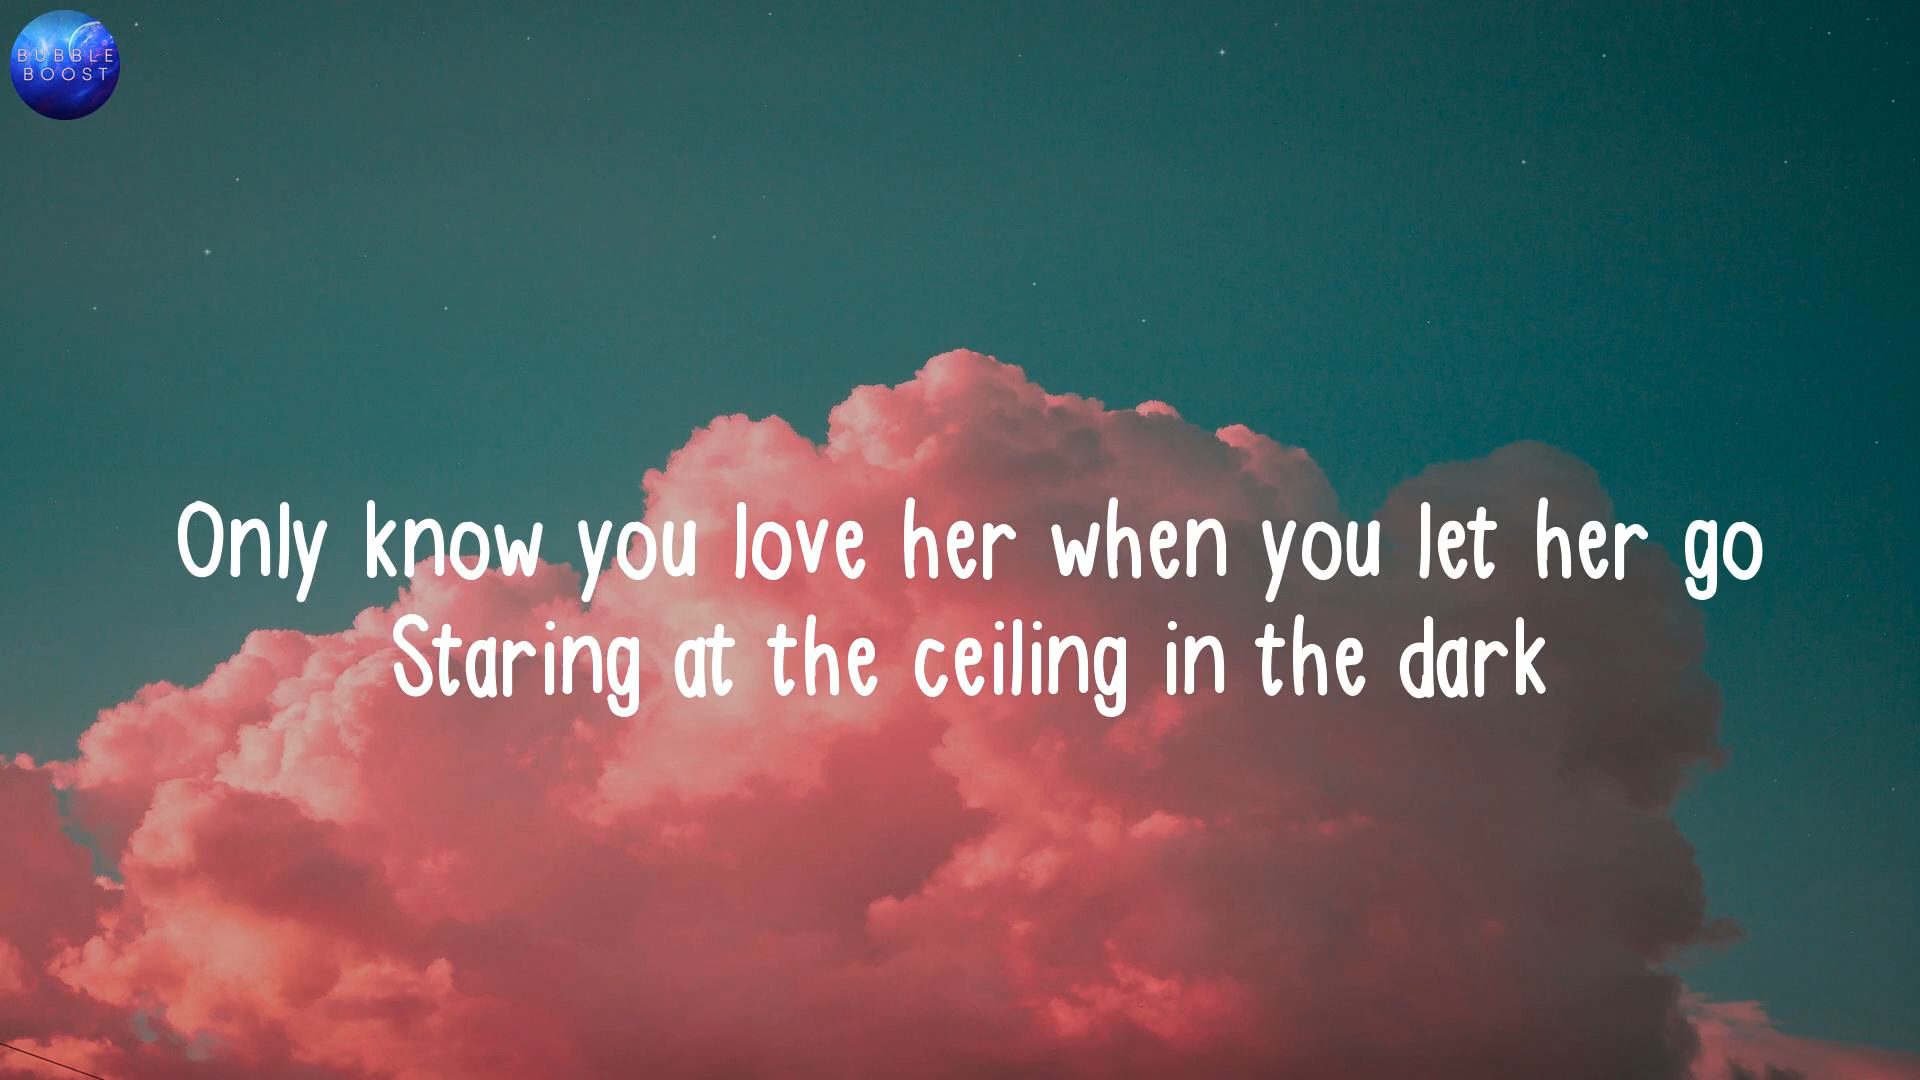 BUBBLE
BOOST
Only know you love her when you let her go
Staring at the ceiling in the dark